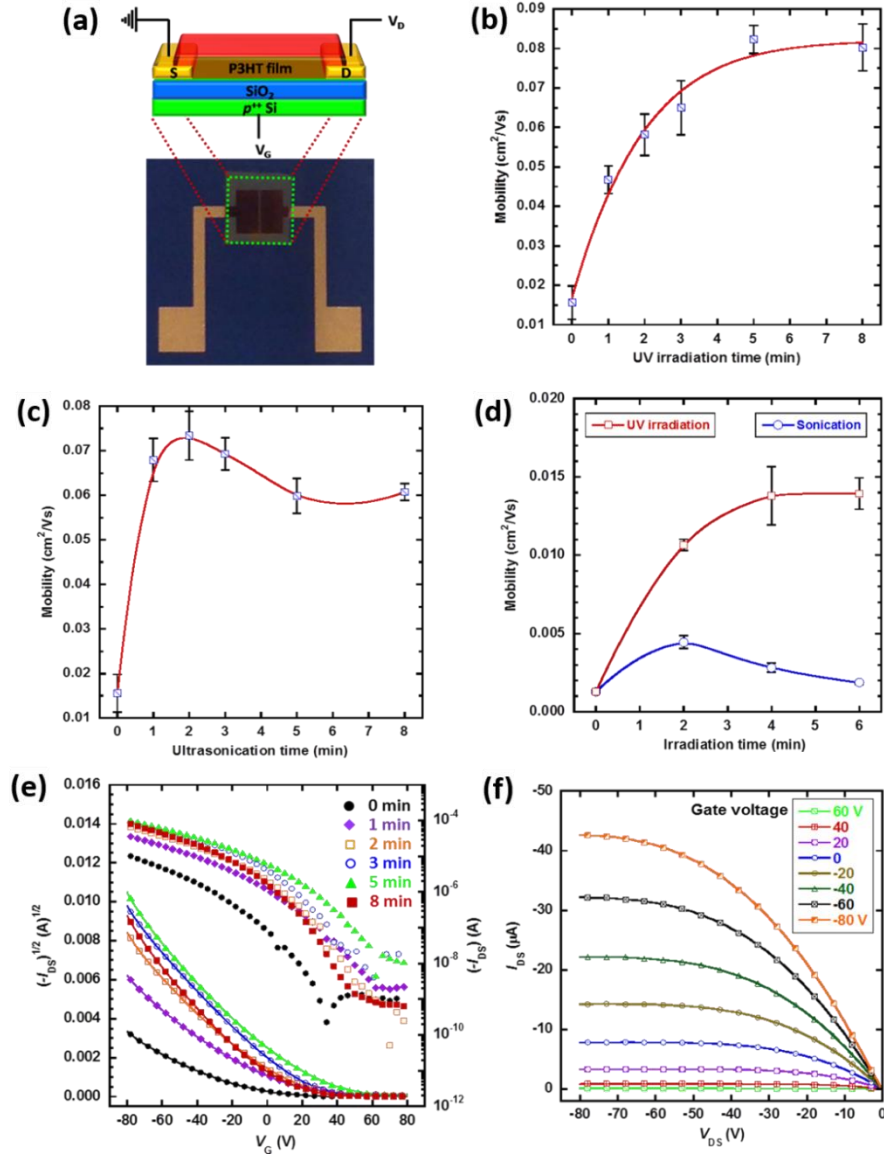 (a)
V_D
S
P3HT film
D
SiO₂
p⁺⁺ Si
V_G
(b)
Mobility (cm²/Vs)
0.09
0.08
0.07
0.06
0.05
0.04
0.03
0.02
0.01
0 1 2 3 4 5 6 7 8
UV irradiation time (min)
(c)
Mobility (cm²/Vs)
0.08
0.07
0.06
0.05
0.04
0.03
0.02
0.01
0 1 2 3 4 5 6 7 8
Ultrasonication time (min)
(d)
Mobility (cm²/Vs)
0.020
0.015
0.010
0.005
0.000
UV irradiation
Sonication
0 1 2 3 4 5 6
Irradiation time (min)
(e)
(-I_DS)^1/2 (A)^1/2
0.016
0.014
0.012
0.010
0.008
0.006
0.004
0.002
0.000
0 min
1 min
2 min
3 min
5 min
8 min
10⁻⁴
10⁻⁶
10⁻⁸
10⁻¹⁰
10⁻¹²
(-I_DS) (A)
-80 -60 -40 -20 0 20 40 60 80
V_G (V)
(f)
I_DS (µA)
-50
-40
-30
-20
-10
0
Gate voltage
60 V
40
20
0
-20
-40
-60
-80 V
-80 -70 -60 -50 -40 -30 -20 -10 0
V_DS (V)